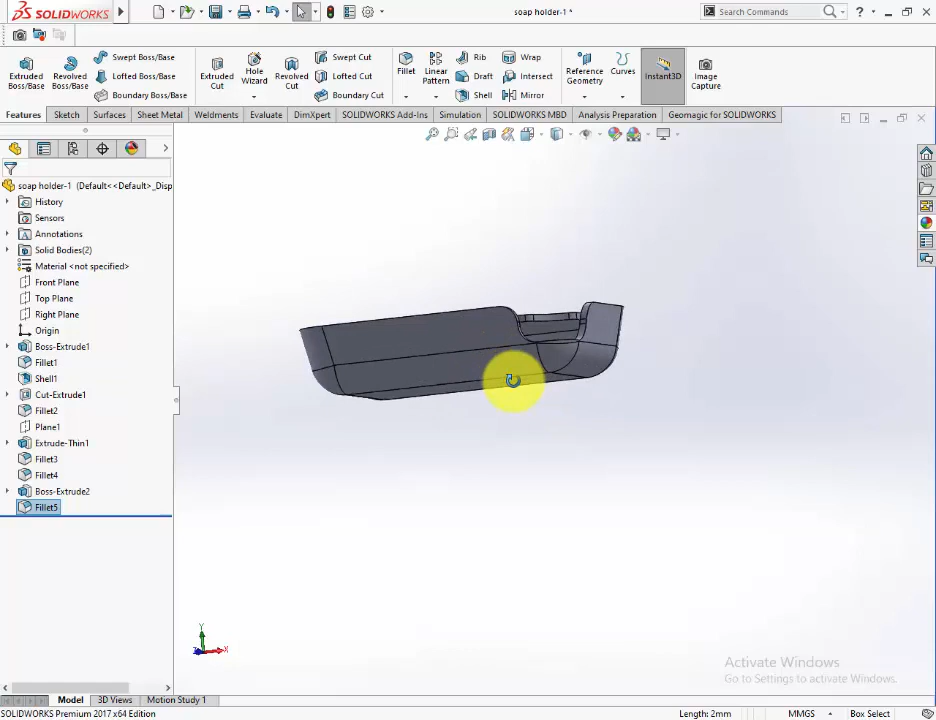 SOLIDWORKS
soap holder-1 *
Search Commands
Extruded Boss/Base
Revolved Boss/Base
Swept Boss/Base
Lofted Boss/Base
Boundary Boss/Base
Extruded Cut
Hole Wizard
Revolved Cut
Swept Cut
Lofted Cut
Boundary Cut
Fillet
Linear Pattern
Rib
Draft
Shell
Wrap
Intersect
Mirror
Reference Geometry
Curves
Instant3D
Image Capture
Features Sketch Surfaces Sheet Metal Weldments Evaluate DimXpert SOLIDWORKS Add-Ins Simulation SOLIDWORKS MBD Analysis Preparation Geomagic for SOLIDWORKS
soap holder-1 (Default<<Default>_Disp
History
Sensors
Annotations
Solid Bodies(2)
Material <not specified>
Front Plane
Top Plane
Right Plane
Origin
Boss-Extrude1
Fillet1
Shell1
Cut-Extrude1
Fillet2
Plane1
Extrude-Thin1
Fillet3
Fillet4
Boss-Extrude2
Fillet5
Y
X
Z
Activate Windows
Go to Settings to activate Windows.
Model 3D Views Motion Study 1
SOLIDWORKS Premium 2017 x64 Edition Length: 2mm MMGS Box Select